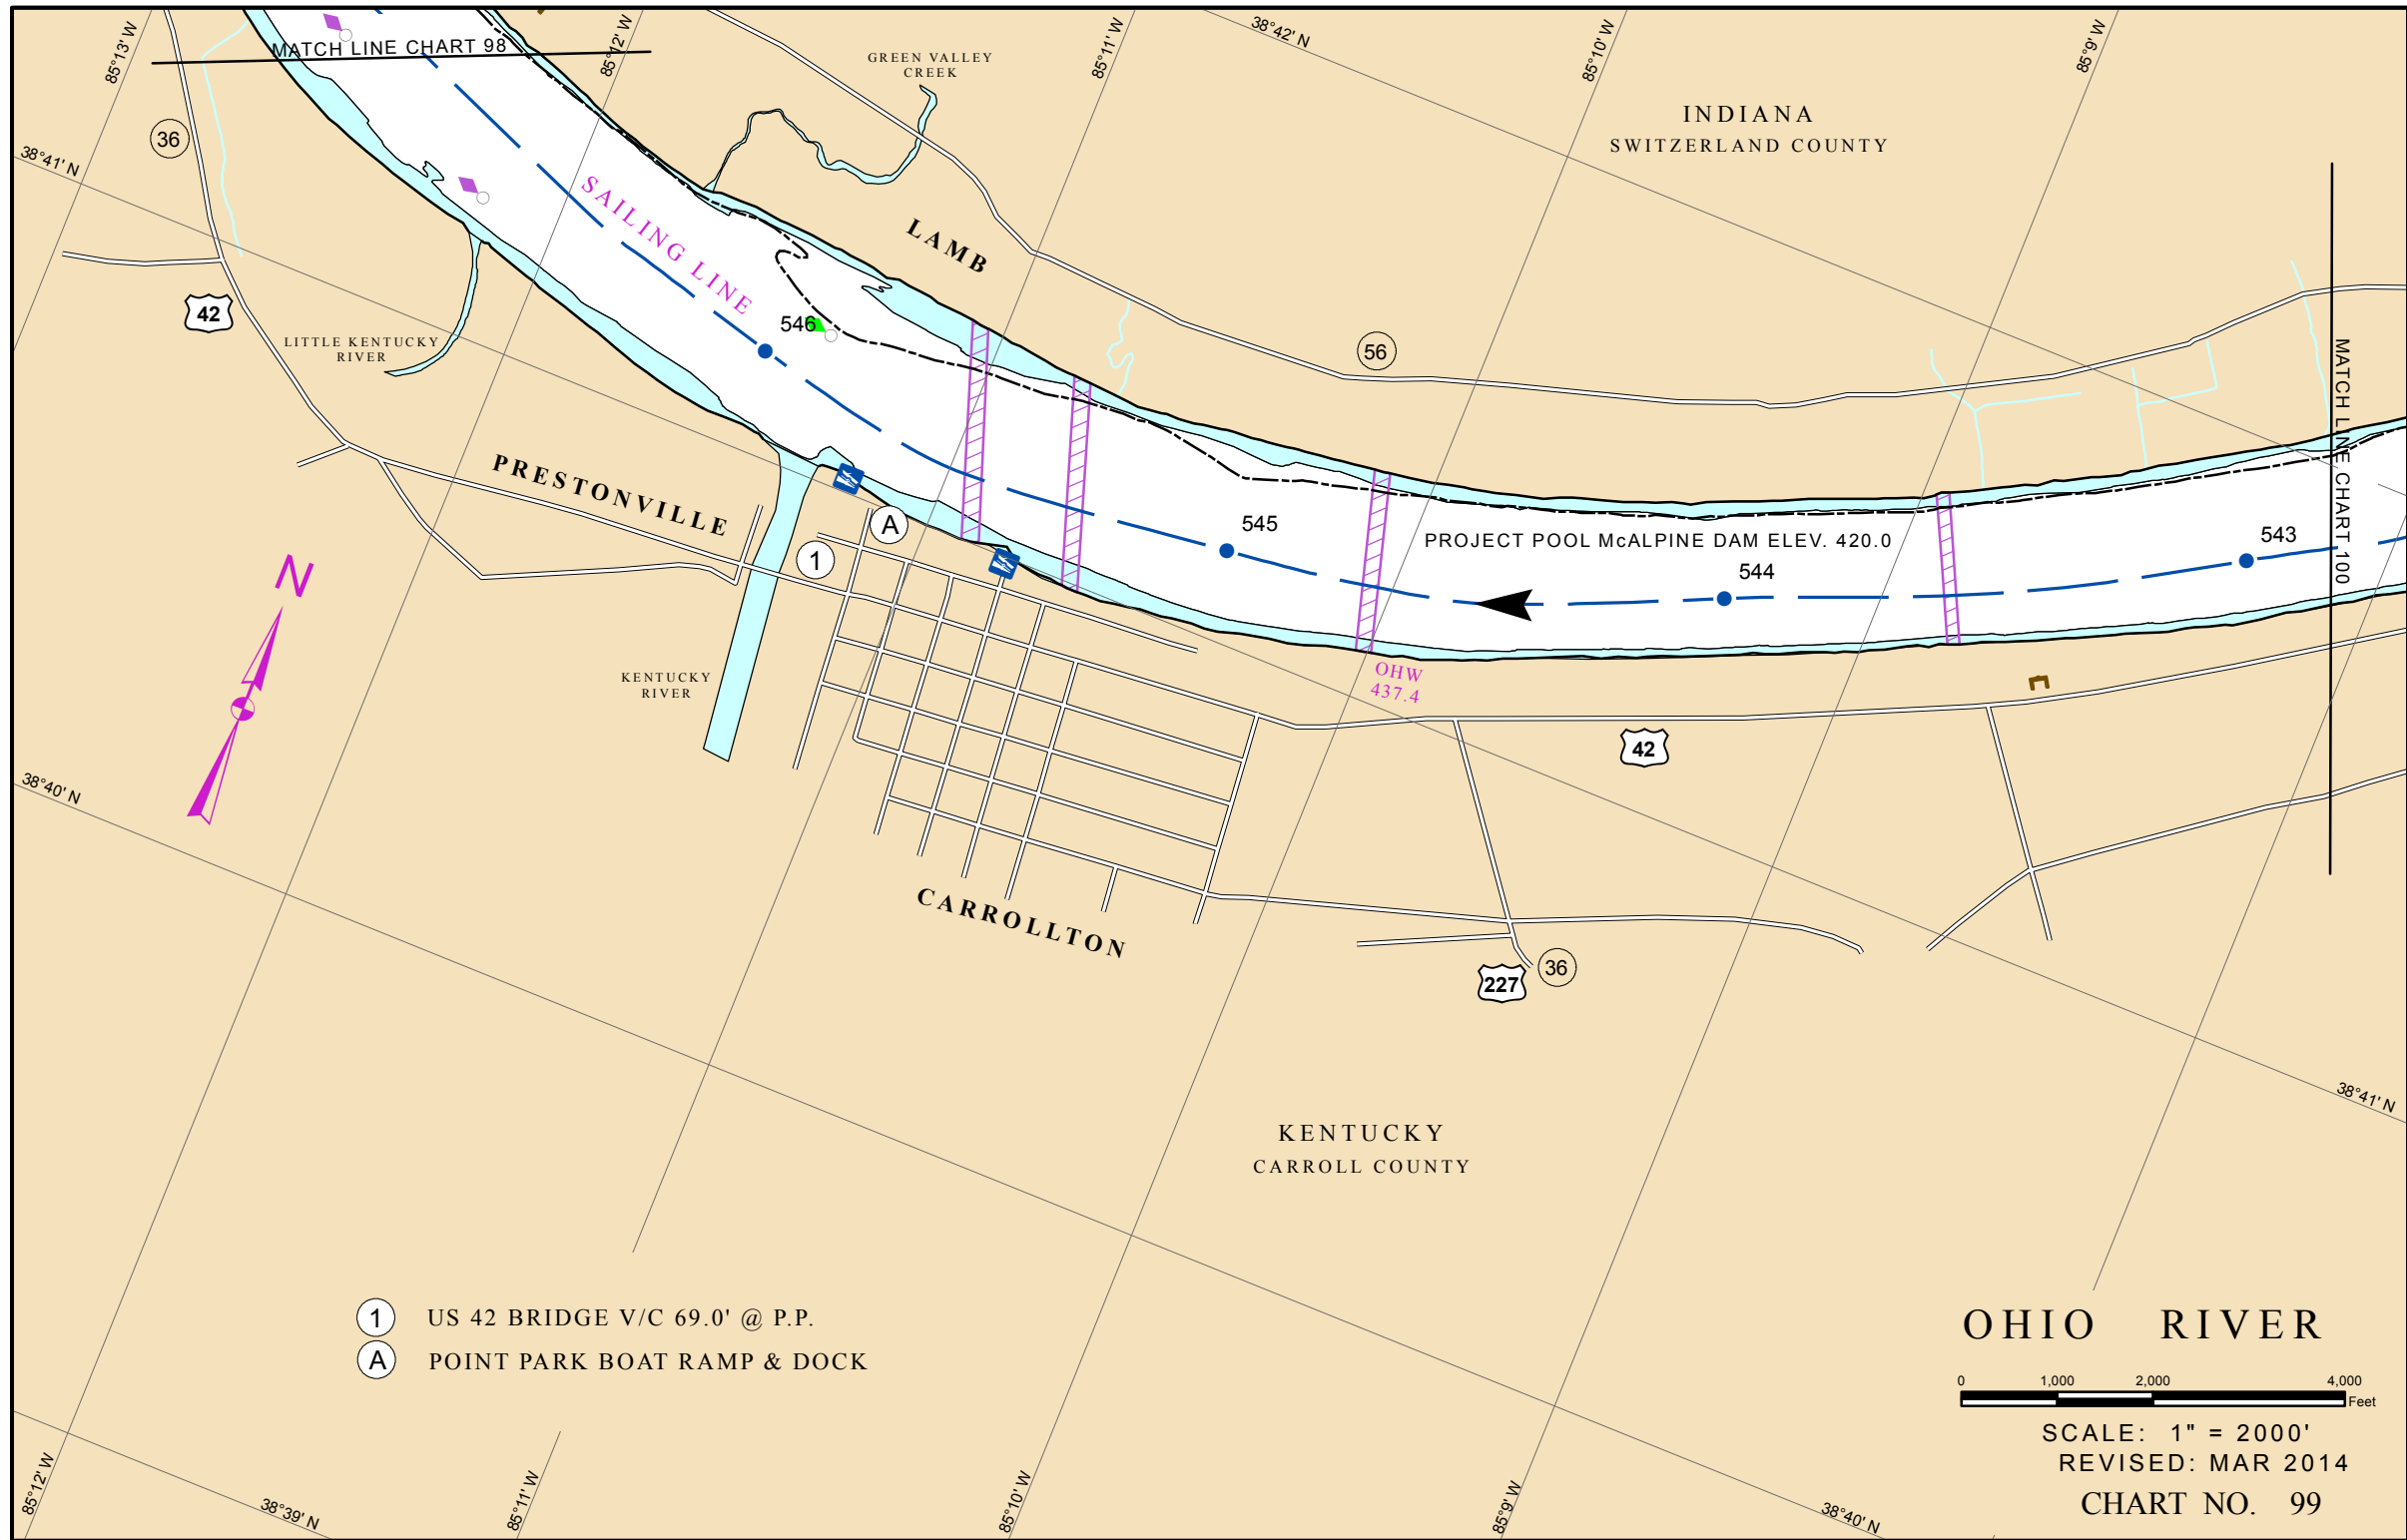 85°13' W
MATCH LINE CHART 98
85°12' W
85°11' W
38°42' N
85°10' W
85°9' W
GREEN VALLEY
CREEK
INDIANA
SWITZERLAND COUNTY
36
38°41' N
SAILING LINE
LAMB
42
LITTLE KENTUCKY
RIVER
546
56
MATCH LINE CHART 100
PRESTONVILLE
A
1
545
PROJECT POOL McALPINE DAM ELEV. 420.0
544
543
N
KENTUCKY
RIVER
OHW
437.4
42
38°40' N
CARROLLTON
227
36
38°41' N
KENTUCKY
CARROLL COUNTY
1 US 42 BRIDGE V/C 69.0' @ P.P.
A POINT PARK BOAT RAMP & DOCK
OHIO RIVER
0 1,000 2,000 4,000
Feet
SCALE: 1" = 2000'
REVISED: MAR 2014
CHART NO. 99
85°12' W
38°39' N
85°11' W
85°10' W
85°9' W
38°40' N